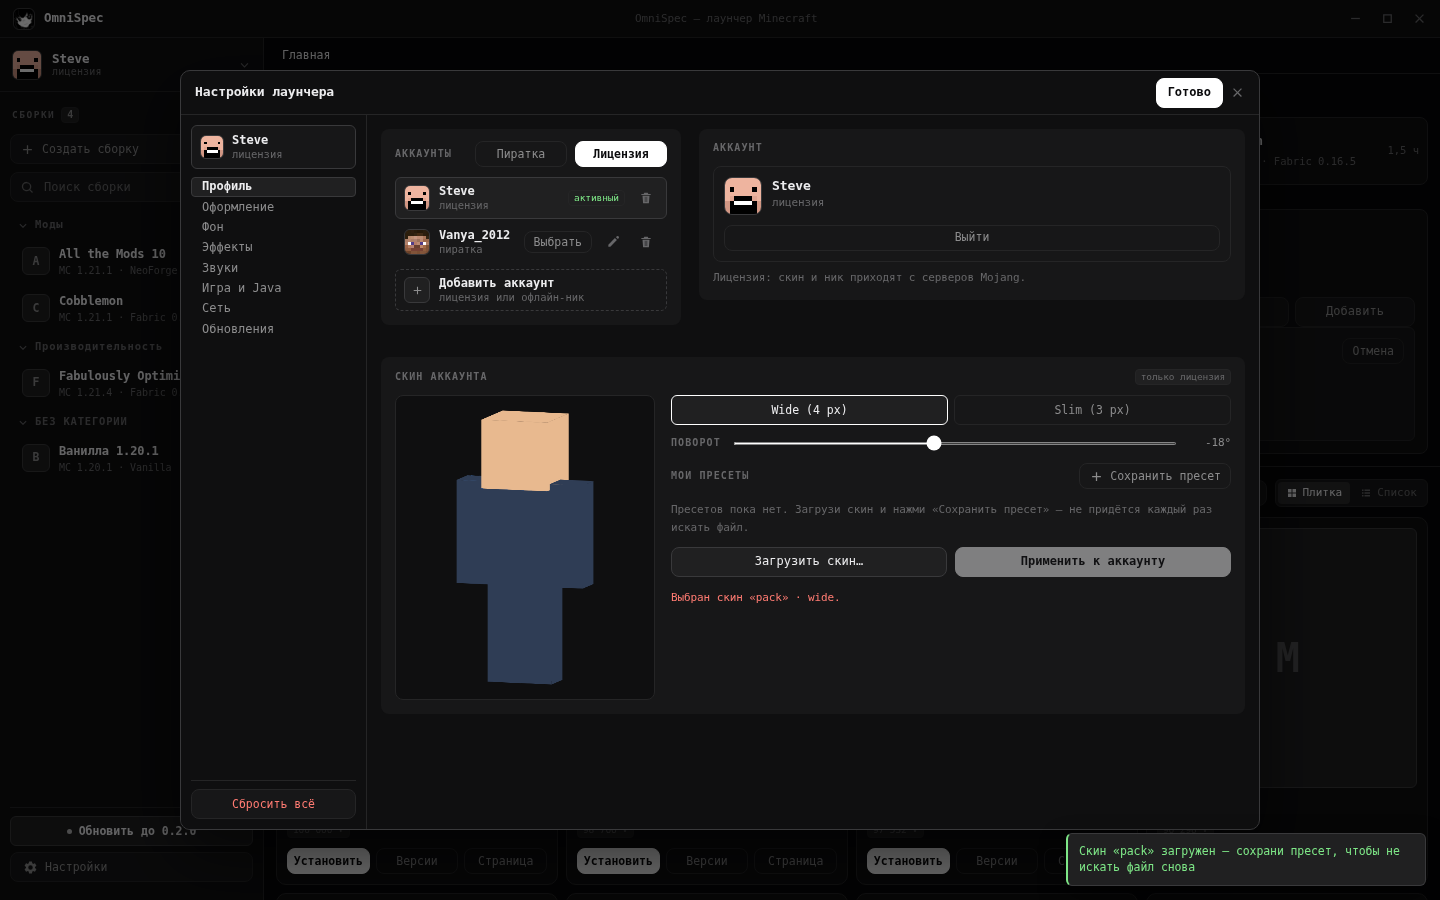 OmniSpec
OmniSpec — лаунчер Minecraft
Steve
лицензия
Главная
СБОРКИ 4
Создать сборку
Поиск сборки
Моды
A All the Mods 10
MC 1.21.1 · NeoForge
C Cobblemon
MC 1.21.1 · Fabric 0
Производительность
F Fabulously Optimi
MC 1.21.4 · Fabric 0
БЕЗ КАТЕГОРИИ
В Ванилла 1.20.1
MC 1.20.1 · Vanilla
Обновить до 0.2.0
Настройки
Настройки лаунчера
Готово
Steve
лицензия
Профиль
Оформление
Фон
Эффекты
Звуки
Игра и Java
Сеть
Обновления
Сбросить всё
АККАУНТЫ
Пиратка
Лицензия
Steve
лицензия
активный
Vanya_2012
пиратка
Выбрать
Добавить аккаунт
лицензия или офлайн-ник
АККАУНТ
Steve
лицензия
Выйти
Лицензия: скин и ник приходят с серверов Mojang.
СКИН АККАУНТА
только лицензия
Wide (4 px)
Slim (3 px)
ПОВОРОТ
-18°
МОИ ПРЕСЕТЫ
Сохранить пресет
Пресетов пока нет. Загрузи скин и нажми «Сохранить пресет» — не придётся каждый раз
искать файл.
Загрузить скин…
Применить к аккаунту
Выбран скин «pack» · wide.
1,5 ч
· Fabric 0.16.5
Добавить
Отмена
Плитка
Список
M
Установить
Версии
Страница
Установить
Версии
Страница
Установить
Версии
Скин «pack» загружен — сохрани пресет, чтобы не
искать файл снова